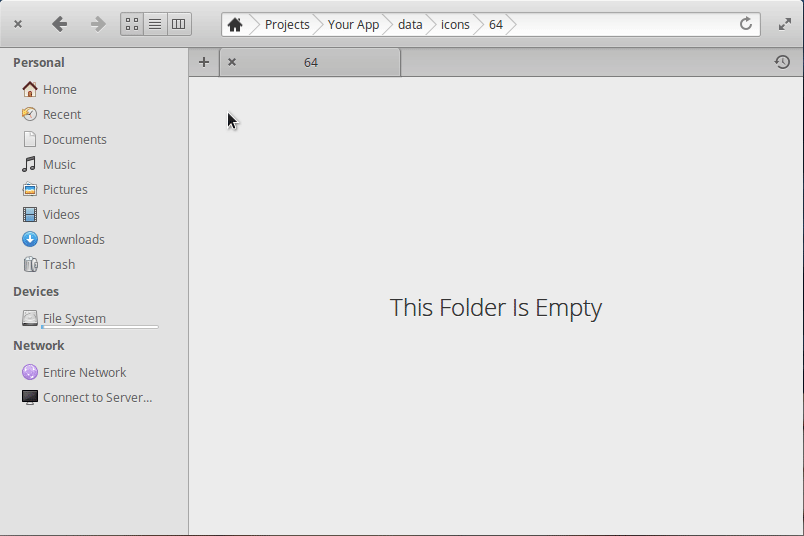 Projects Your App data icons 64
64
Personal
Home
Recent
Documents
Music
Pictures
Videos
Downloads
Trash
Devices
File System
Network
Entire Network
Connect to Server...
This Folder Is Empty